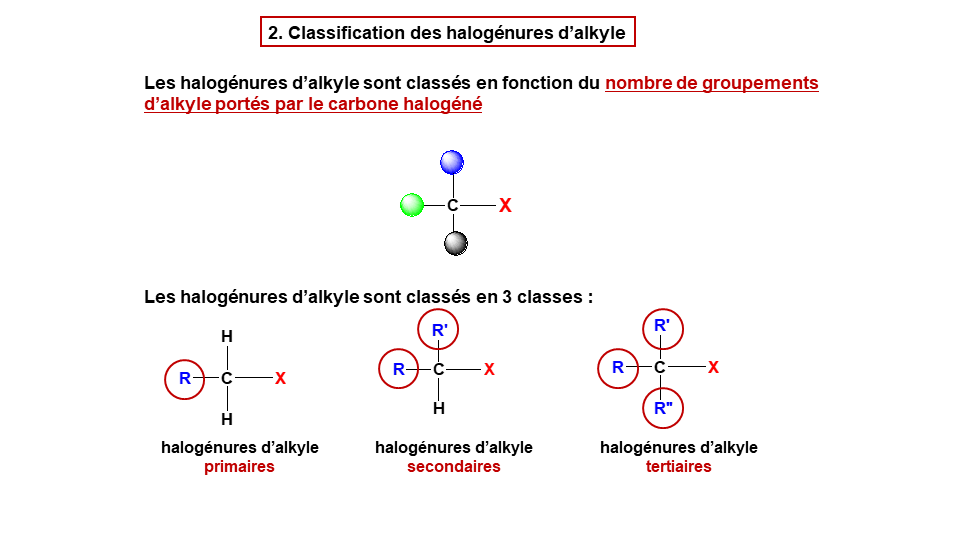 2. Classification des halogénures d’alkyle
Les halogénures d’alkyle sont classés en fonction du nombre de groupements
d’alkyle portés par le carbone halogéné
C X
Les halogénures d’alkyle sont classés en 3 classes :
H
R C X
H
halogénures d’alkyle
primaires
R'
R C X
H
halogénures d’alkyle
secondaires
R'
R C X
R"
halogénures d’alkyle
tertiaires